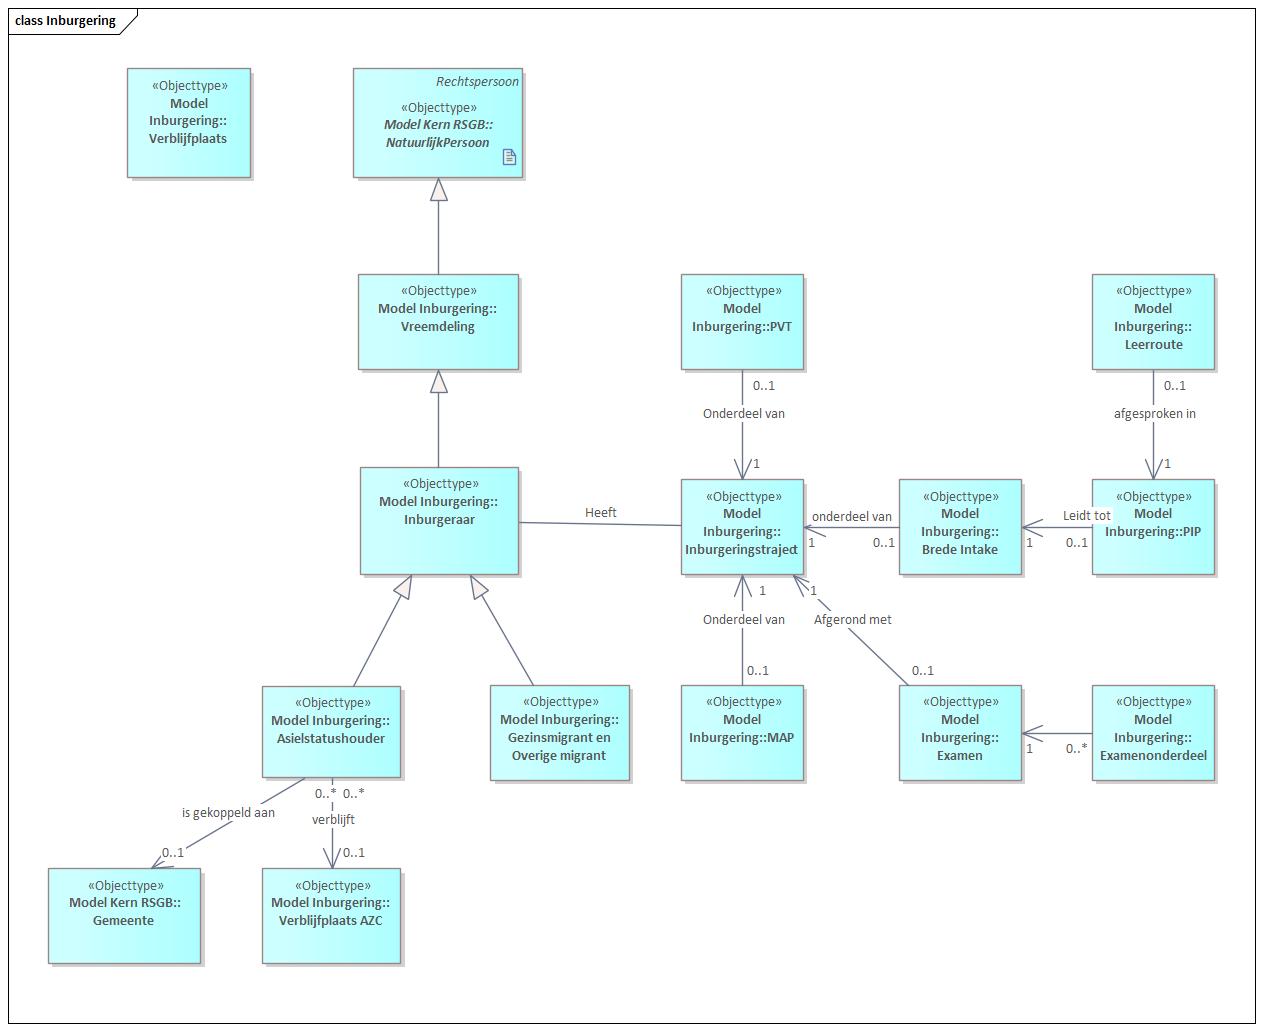 class Inburgering
«Objecttype»
Model
Inburgering::
Verblijfplaats
Rechtspersoon
«Objecttype»
Model Kern RSGB::
NatuurlijkPersoon
«Objecttype»
Model Inburgering::
Vreemdeling
«Objecttype»
Model
Inburgering::PVT
«Objecttype»
Model
Inburgering::
Leerroute
0..1
Onderdeel van
1
0..1
afgesproken in
1
«Objecttype»
Model Inburgering::
Inburgeraar
Heeft
«Objecttype»
Model
Inburgering::
Inburgeringstraject
onderdeel van
1
0..1
«Objecttype»
Model
Inburgering::
Brede Intake
Leidt tot
1
0..1
«Objecttype»
Model
Inburgering::PIP
1
Onderdeel van
0..1
1
Afgerond met
0..1
«Objecttype»
Model Inburgering::
Asielstatushouder
«Objecttype»
Model Inburgering::
Gezinsmigrant en
Overige migrant
«Objecttype»
Model
Inburgering::MAP
«Objecttype»
Model
Inburgering::
Examen
1
0..*
«Objecttype»
Model
Inburgering::
Examenonderdeel
0..*
0..*
is gekoppeld aan
verblijft
0..1
0..1
«Objecttype»
Model Kern RSGB::
Gemeente
«Objecttype»
Model Inburgering::
Verblijfplaats AZC